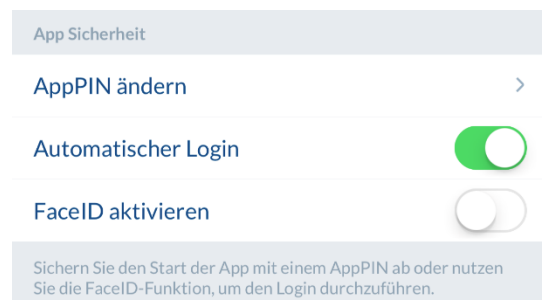 App Sicherheit
AppPIN ändern
Automatischer Login
FaceID aktivieren
Sichern Sie den Start der App mit einem AppPIN ab oder nutzen
Sie die FaceID-Funktion, um den Login durchzuführen.